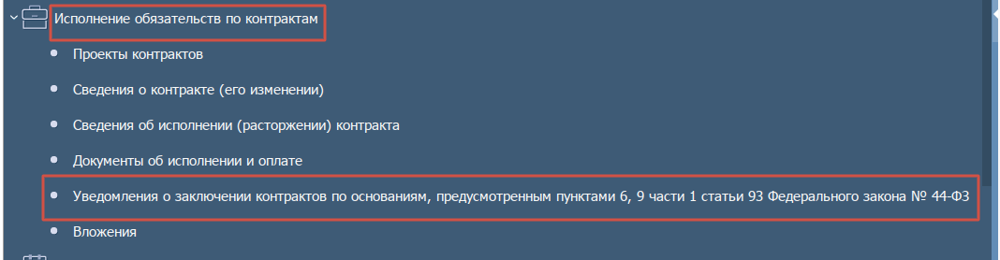 Исполнение обязательств по контрактам
Проекты контрактов
Сведения о контракте (его изменении)
Сведения об исполнении (расторжении) контракта
Документы об исполнении и оплате
Уведомления о заключении контрактов по основаниям, предусмотренным пунктами 6, 9 части 1 статьи 93 Федерального закона № 44-ФЗ
Вложения